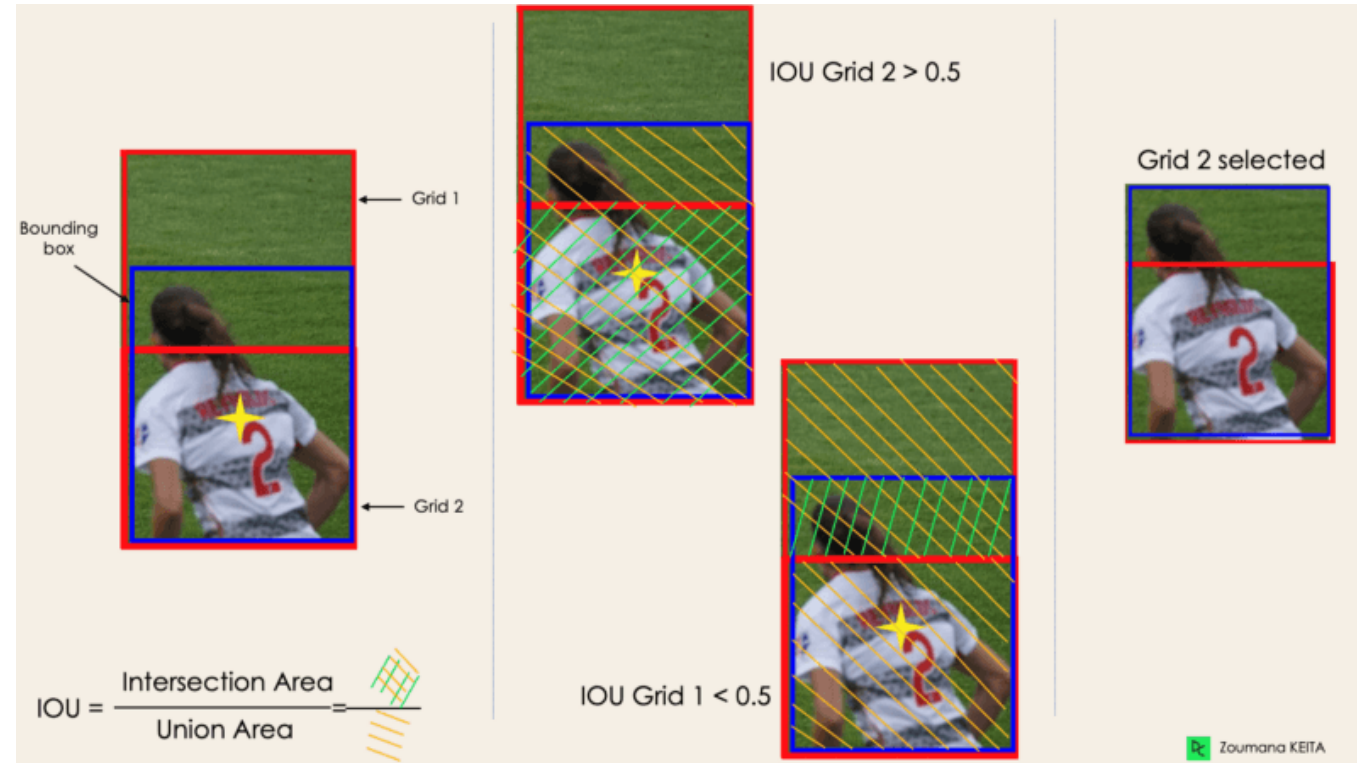 Bounding
box
Grid 1
Grid 2
IOU = Intersection Area
Union Area
=
IOU Grid 2 > 0.5
IOU Grid 1 < 0.5
Grid 2 selected
2
2
2
2
DC Zoumana KEITA